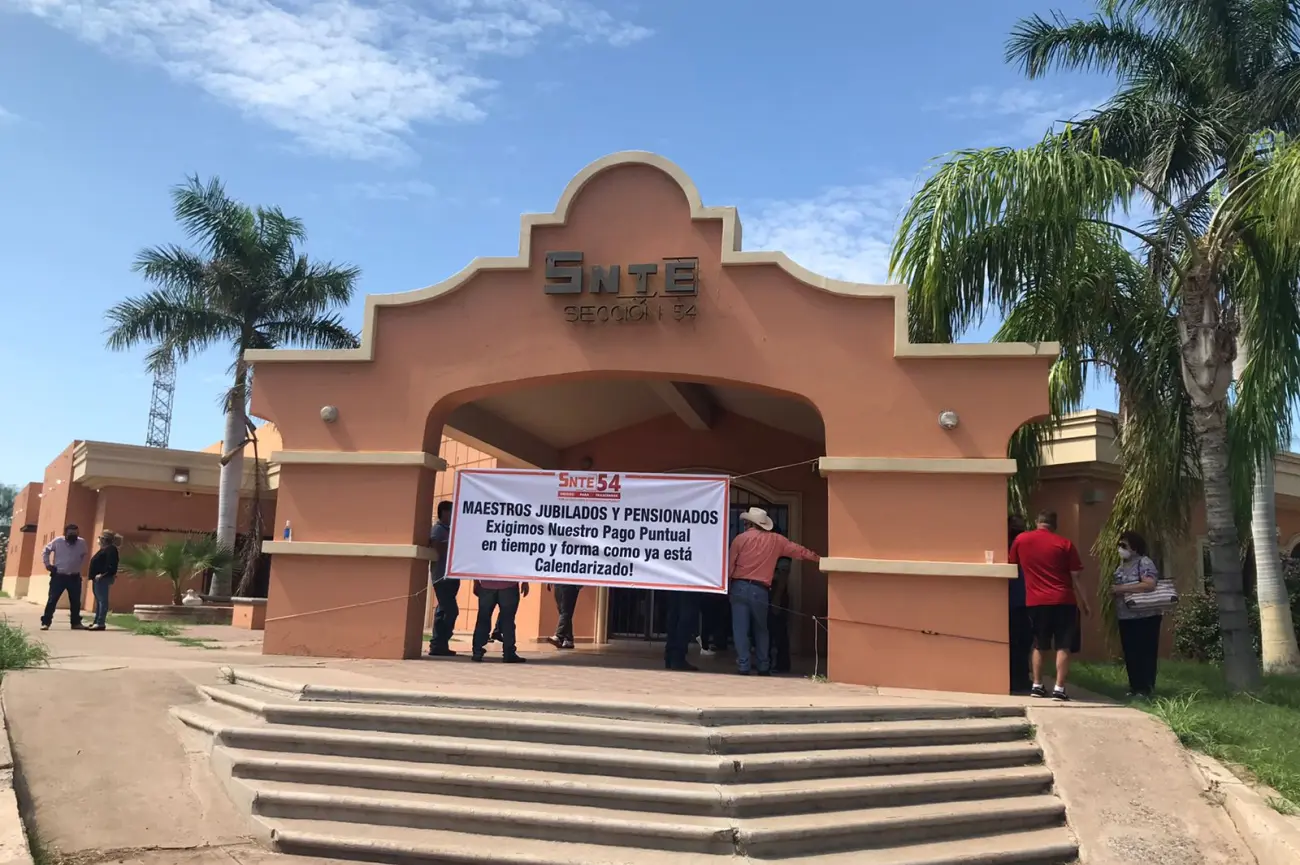 SNTE
SECCIÓN 54
SNTE54
MAESTROS JUBILADOS Y PENSIONADOS
Exigimos Nuestro Pago Puntual
en tiempo y forma como ya está
Calendarizado!